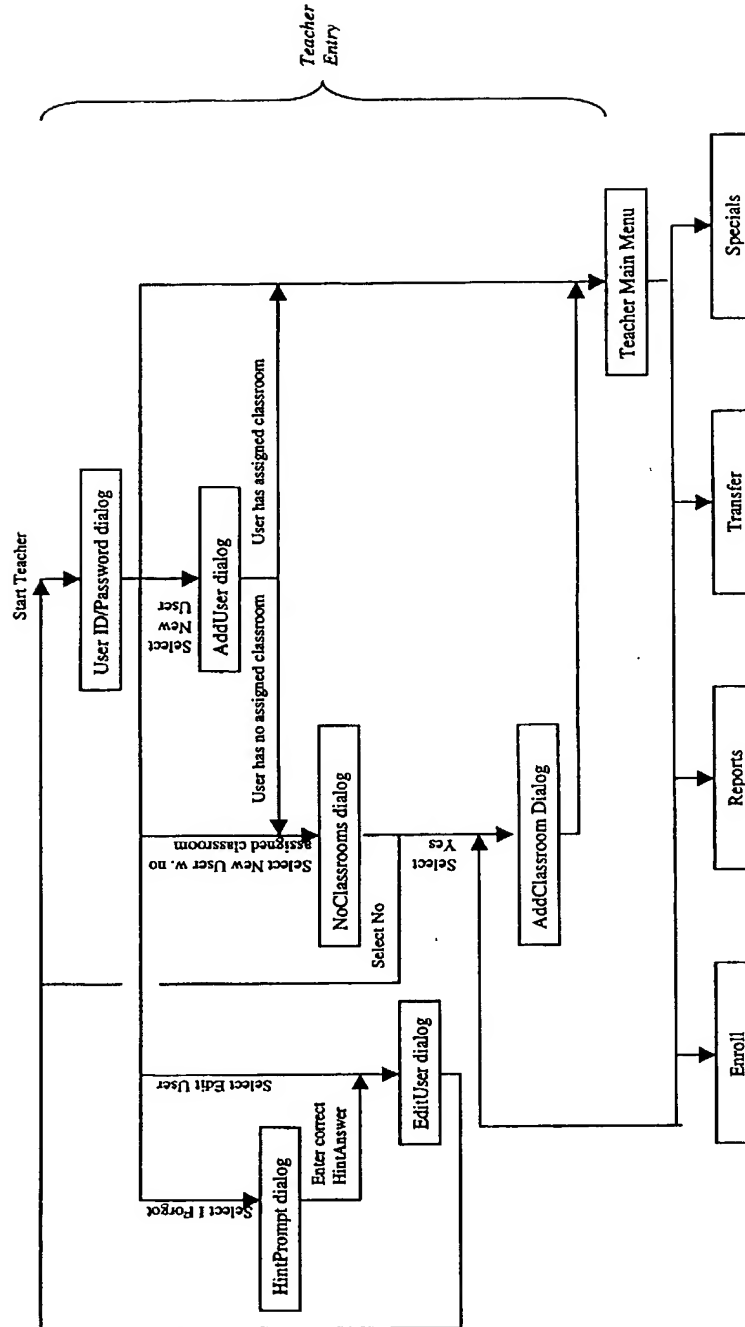 Teacher
Entry
Start Teacher
User ID/Password dialog
Select
New
User
AddUser dialog
User has no assigned classroom
User has assigned classroom
Select New User w. no
assigned classroom
NoClassrooms dialog
Select No
Select
Yes
AddClassroom Dialog
Select Edit User
Select I Forgot
HintPrompt dialog
Enter correct
HintAnswer
EditUser dialog
Teacher Main Menu
Enroll
Reports
Transfer
Specials